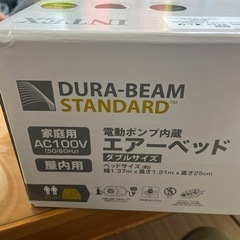 INTEX
DURA-BEAM
STANDARD™
家庭用
AC100V
(50/60Hz)
屋内用
電動ポンプ内蔵
エアーベッド
ダブルサイズ
ベッドサイズ(約)
幅1.37m×長さ1.91m×高さ25cm